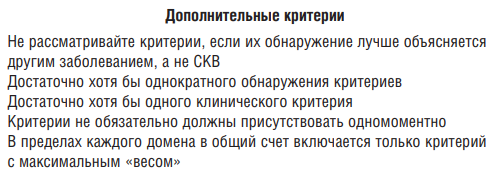 Дополнительные критерии
Не рассматривайте критерии, если их обнаружение лучше объясняется
другим заболеванием, а не СКВ
Достаточно хотя бы однократного обнаружения критериев
Достаточно хотя бы одного клинического критерия
Критерии не обязательно должны присутствовать одномоментно
В пределах каждого домена в общий счет включается только критерий
с максимальным «весом»